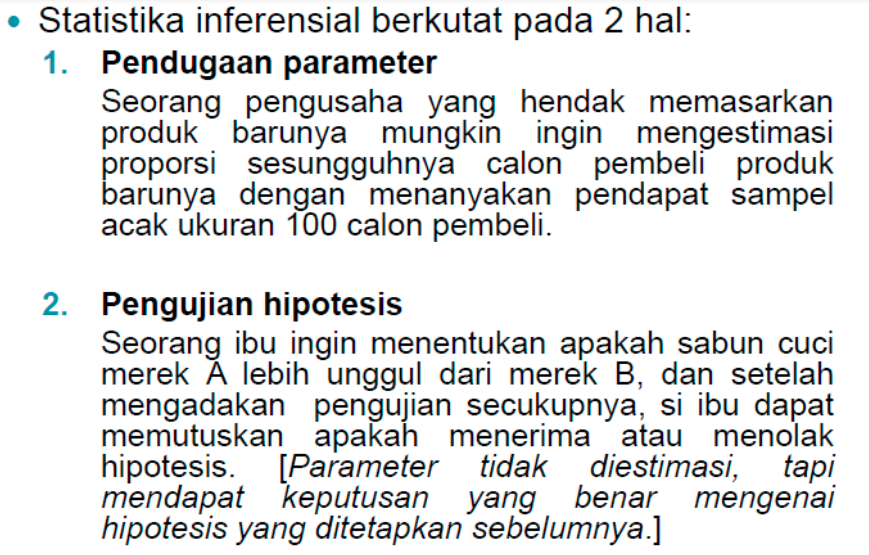 • Statistika inferensial berkutat pada 2 hal:
1. Pendugaan parameter
Seorang pengusaha yang hendak memasarkan
produk barunya mungkin ingin mengestimasi
proporsi sesungguhnya calon pembeli produk
barunya dengan menanyakan pendapat sampel
acak ukuran 100 calon pembeli.
2. Pengujian hipotesis
Seorang ibu ingin menentukan apakah sabun cuci
merek A lebih unggul dari merek B, dan setelah
mengadakan pengujian secukupnya, si ibu dapat
memutuskan apakah menerima atau menolak
hipotesis. [Parameter tidak diestimasi, tapi
mendapat keputusan yang benar mengenai
hipotesis yang ditetapkan sebelumnya.]